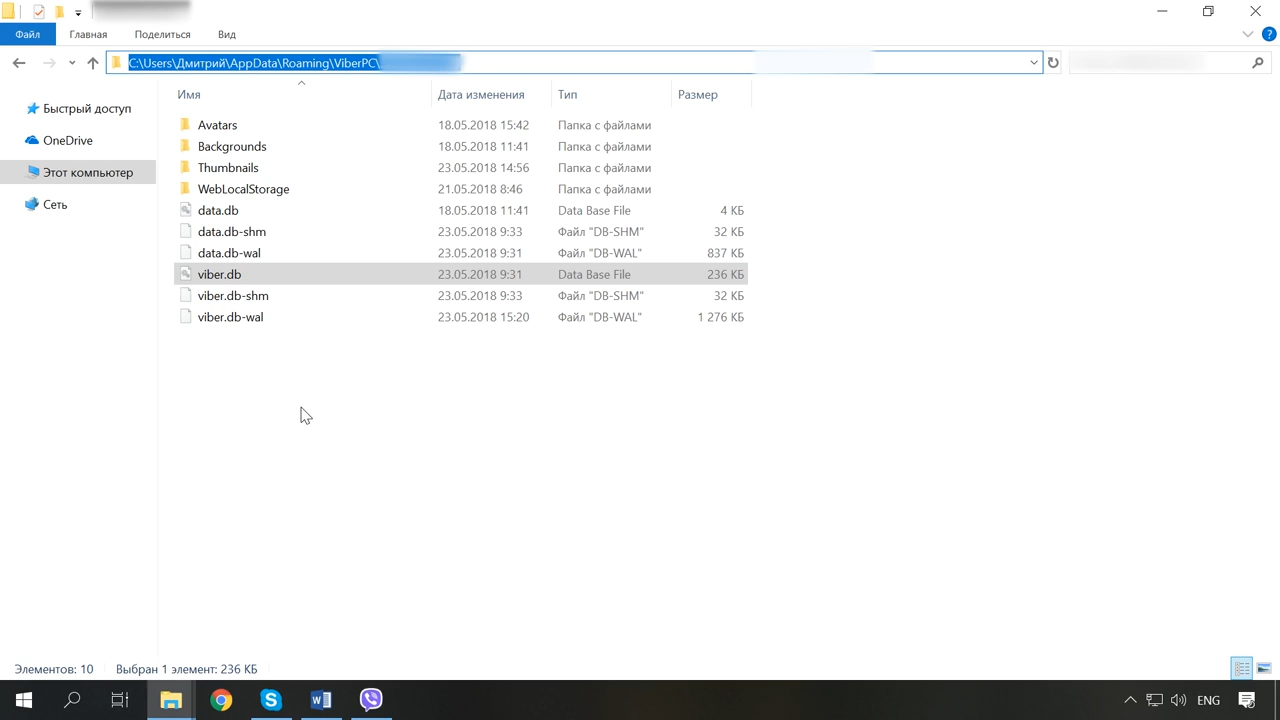 Файл Главная Поделиться Вид
C:\Users\Дмитрий\AppData\Roaming\ViberPC\
Быстрый доступ
OneDrive
Этот компьютер
Сеть
Имя Дата изменения Тип Размер
Avatars 18.05.2018 15:42 Папка с файлами
Backgrounds 18.05.2018 11:41 Папка с файлами
Thumbnails 23.05.2018 14:56 Папка с файлами
WebLocalStorage 21.05.2018 8:46 Папка с файлами
data.db 18.05.2018 11:41 Data Base File 4 КБ
data.db-shm 23.05.2018 9:33 Файл "DB-SHM" 32 КБ
data.db-wal 23.05.2018 9:31 Файл "DB-WAL" 837 КБ
viber.db 23.05.2018 9:31 Data Base File 236 КБ
viber.db-shm 23.05.2018 9:33 Файл "DB-SHM" 32 КБ
viber.db-wal 23.05.2018 15:20 Файл "DB-WAL" 1 276 КБ
Элементов: 10 Выбран 1 элемент: 236 КБ
ENG